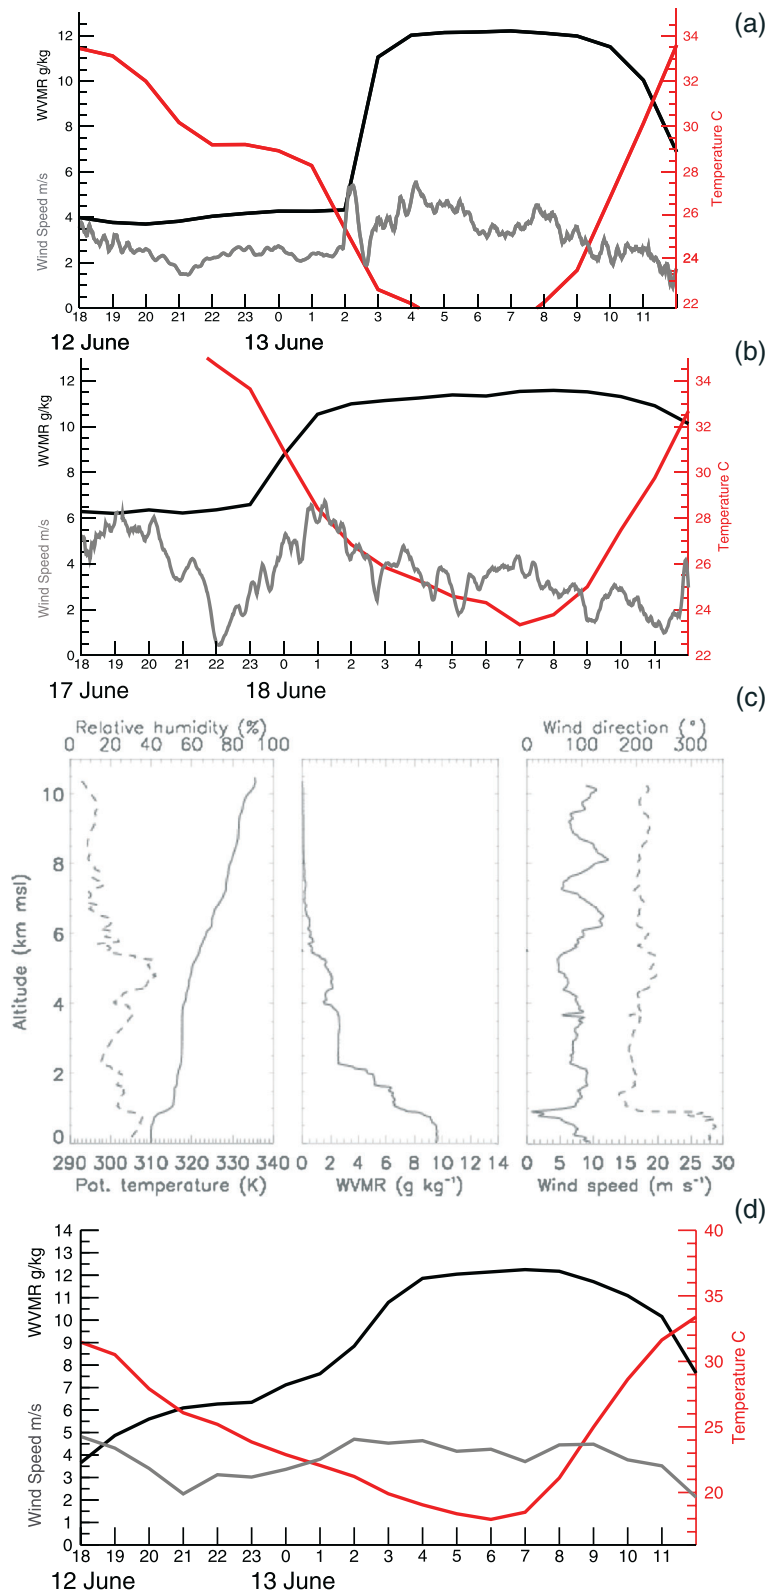 (a)
WVMR g/kg
Wind Speed m/s
Temperature C
12
10
8
6
4
2
0
34
32
30
28
26
24
22
18 19 20 21 22 23 0 1 2 3 4 5 6 7 8 9 10 11
12 June 13 June
(b)
WVMR g/kg
Wind Speed m/s
Temperature C
12
10
8
6
4
2
0
34
32
30
28
26
24
22
18 19 20 21 22 23 0 1 2 3 4 5 6 7 8 9 10 11
17 June 18 June
(c)
Relative humidity (%)
0 20 40 60 80 100
Wind direction (°)
0 100 200 300
Altitude (km msl)
10
8
6
4
2
0
290 300 310 320 330 340
Pot. temperature (K)
0 2 4 6 8 10 12 14
WVMR (g kg⁻¹)
0 5 10 15 20 25 30
Wind speed (m s⁻¹)
(d)
WVMR g/kg
Wind Speed m/s
Temperature C
14
13
12
11
10
9
8
7
6
5
4
3
2
1
0
40
35
30
25
20
18 19 20 21 22 23 0 1 2 3 4 5 6 7 8 9 10 11
12 June 13 June